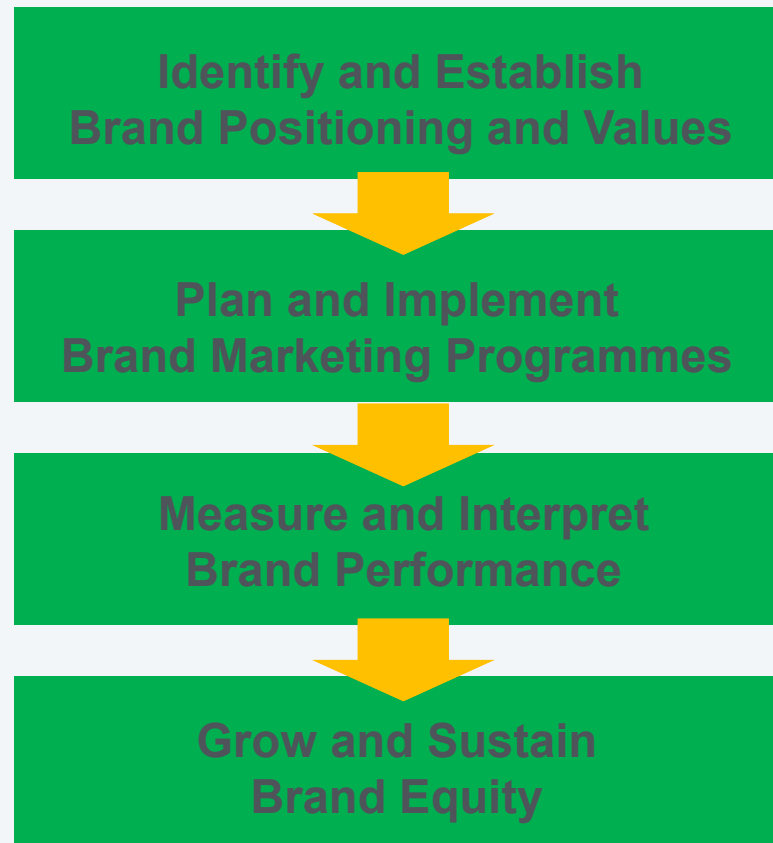 Identify and Establish
Brand Positioning and Values
Plan and Implement
Brand Marketing Programmes
Measure and Interpret
Brand Performance
Grow and Sustain
Brand Equity